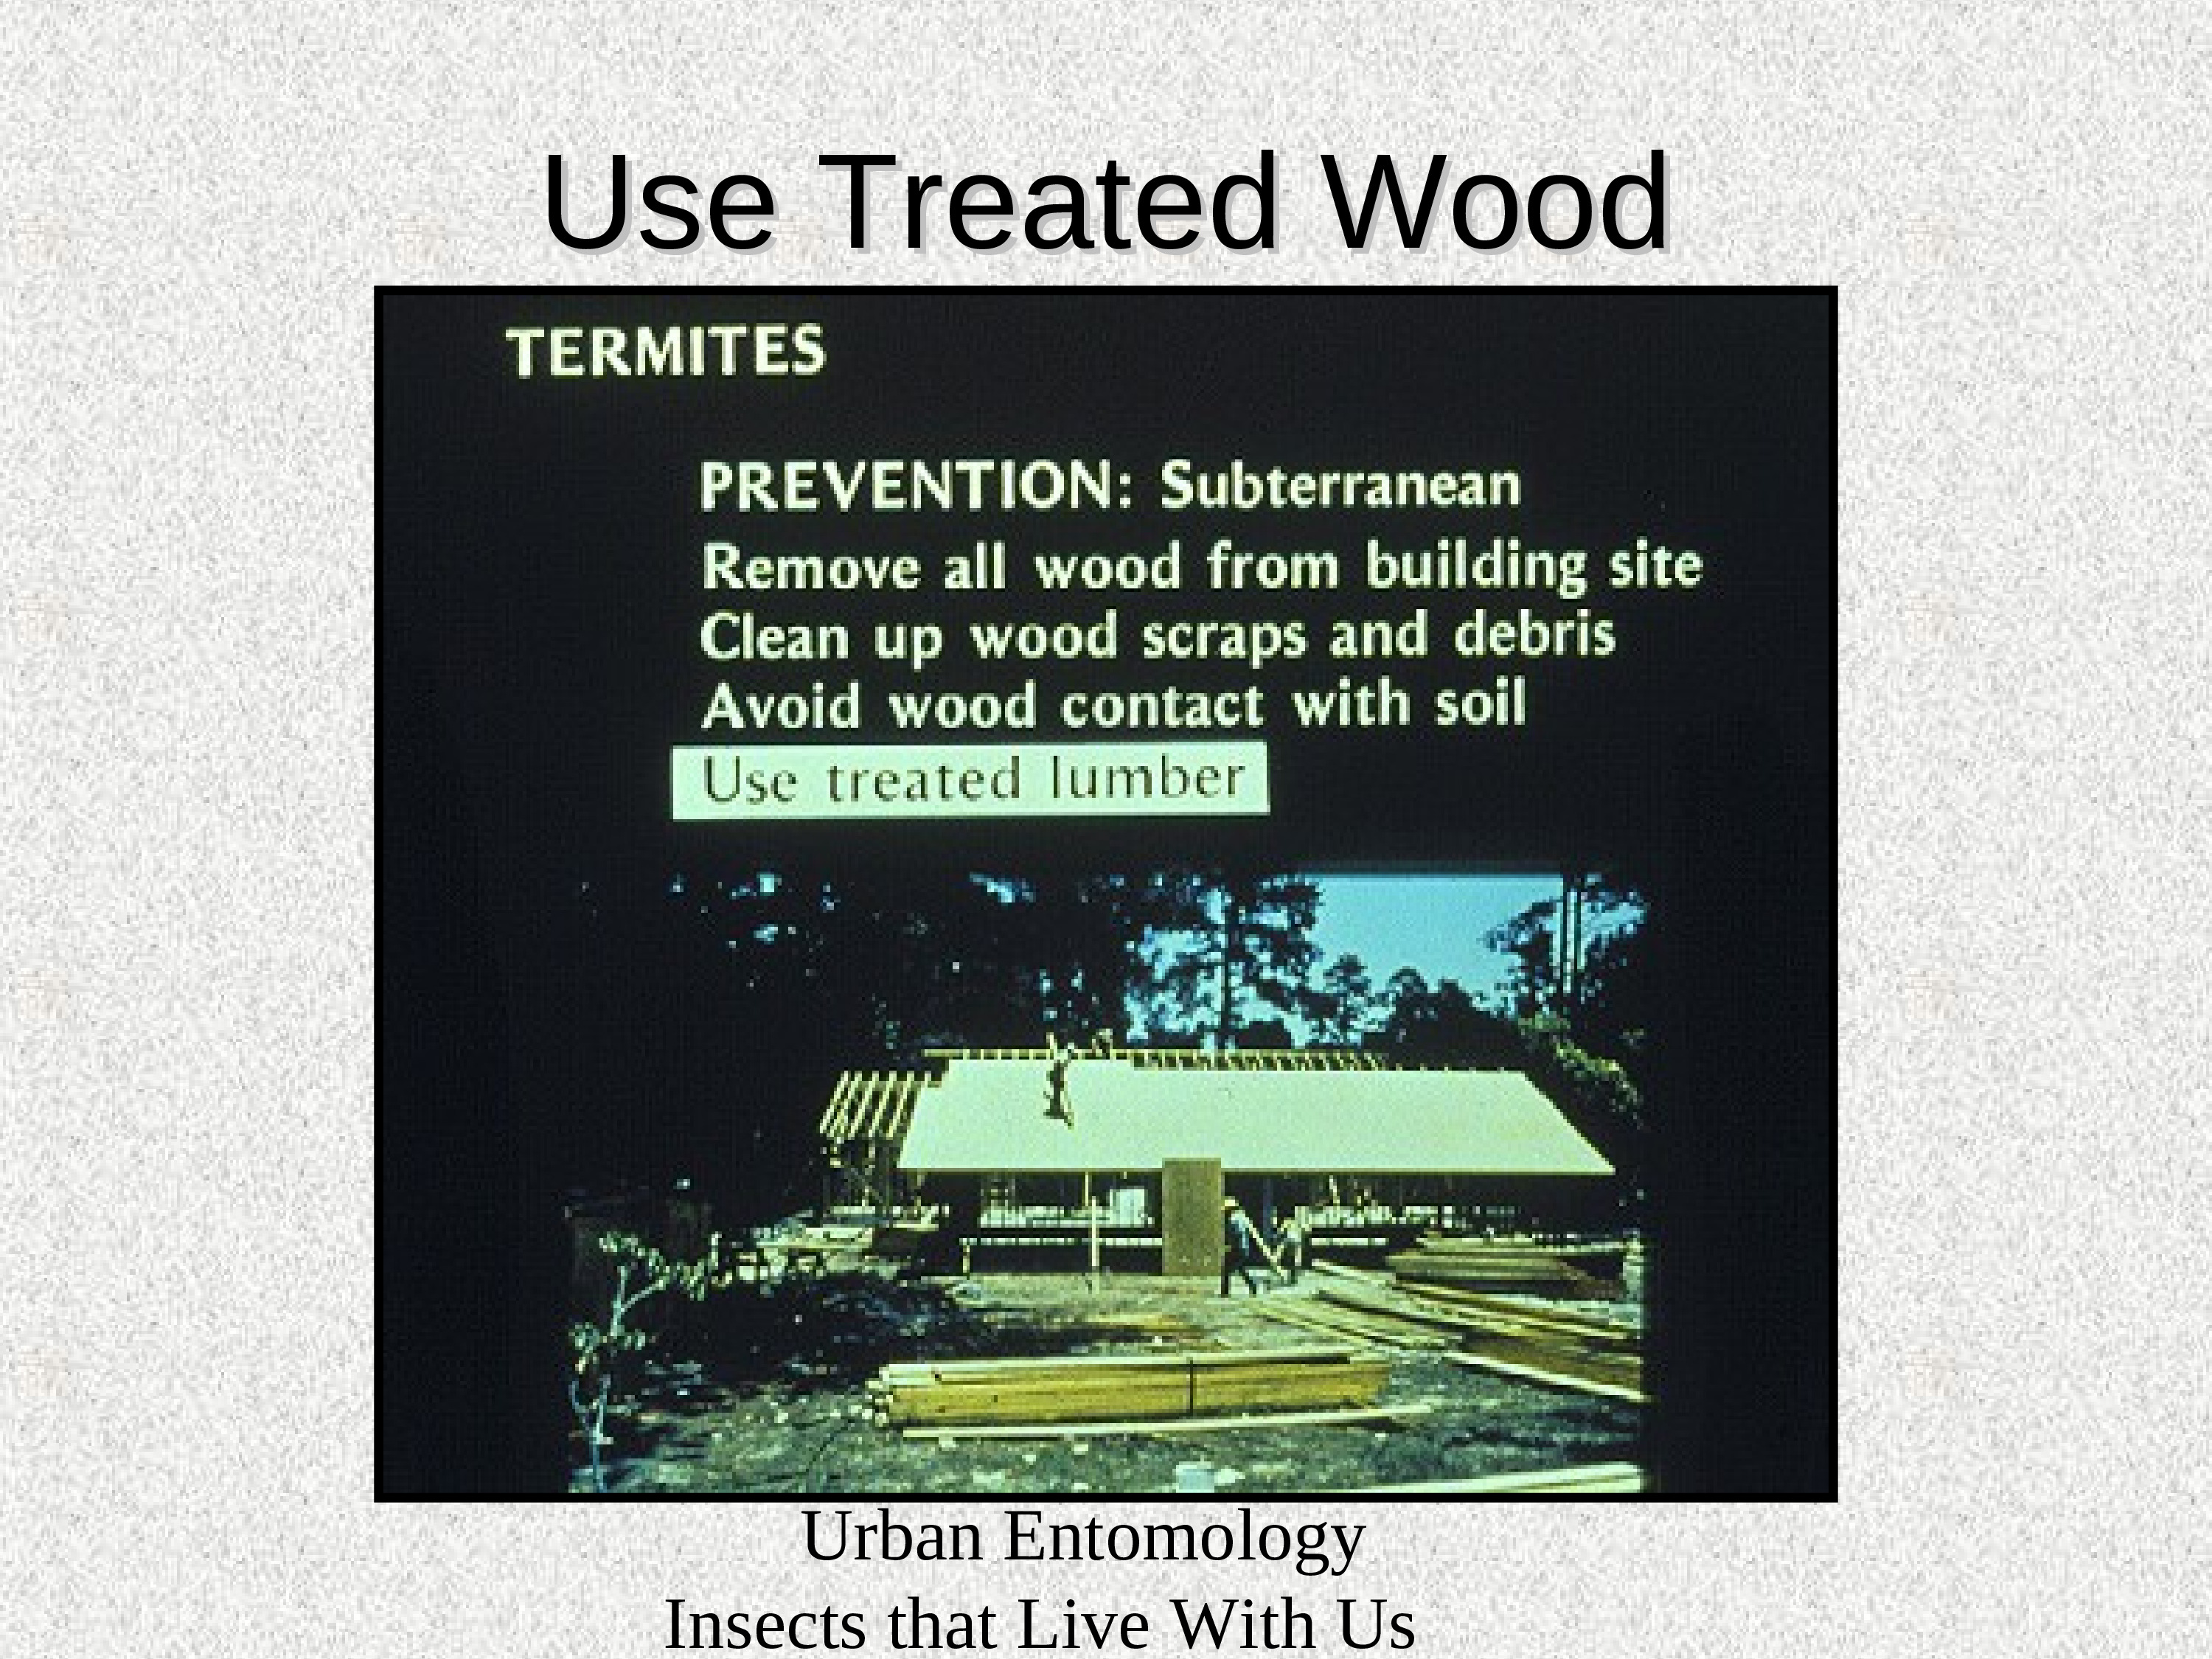 Use Treated Wood
TERMITES
PREVENTION: Subterranean
Remove all wood from building site
Clean up wood scraps and debris
Avoid wood contact with soil
Use treated lumber
Urban Entomology
Insects that Live With Us